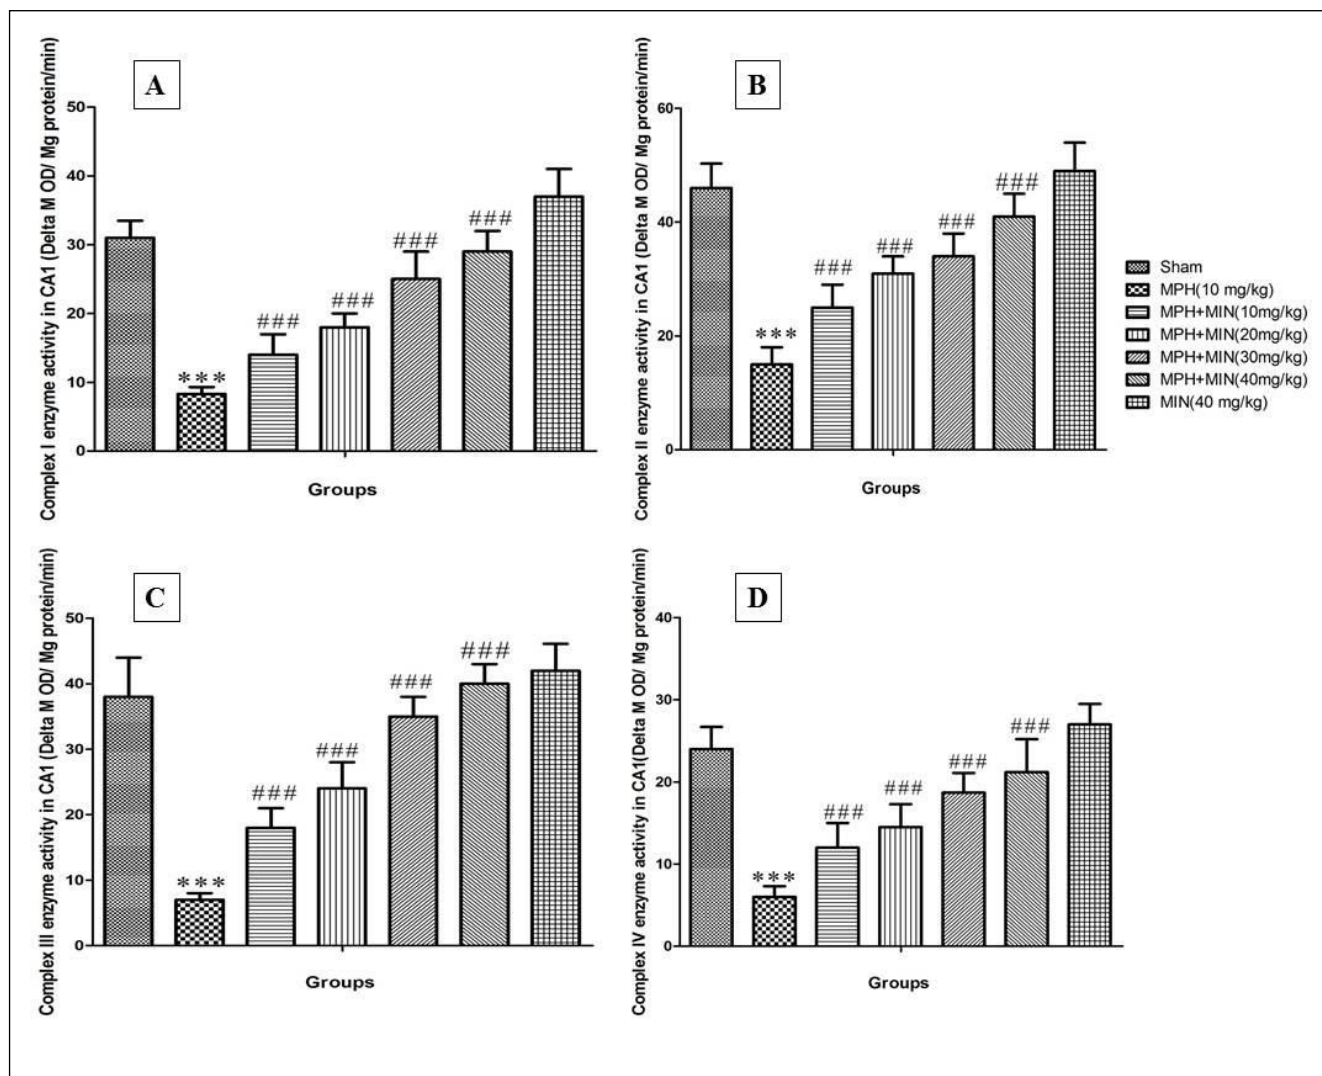 A
Complex I enzyme activity in CA1 (Delta M OD/ Mg protein/min)
50
40
30
20
10
0
***
###
###
###
###
Groups
B
Complex II enzyme activity in CA1 (Delta M OD/ Mg protein/min)
60
40
20
0
***
###
###
###
###
Groups
Sham
MPH(10 mg/kg)
MPH+MIN(10mg/kg)
MPH+MIN(20mg/kg)
MPH+MIN(30mg/kg)
MPH+MIN(40mg/kg)
MIN(40 mg/kg)
C
Complex III enzyme activity in CA1 (Delta M OD/ Mg protein/min)
50
40
30
20
10
0
***
###
###
###
###
Groups
D
Complex IV enzyme activity in CA1(Delta M OD/ Mg protein/min)
40
30
20
10
0
***
###
###
###
###
Groups